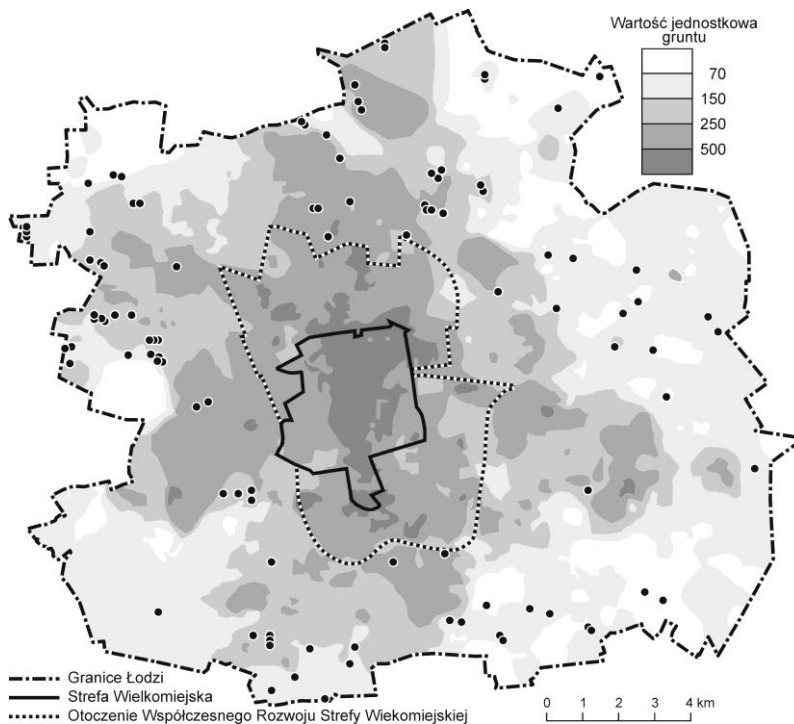 Wartość jednostkowa
gruntu
70
150
250
500
Granice Łodzi
Strefa Wielkomiejska
Otoczenie Współczesnego Rozwoju Strefy Wiekomiejskiej
0 1 2 3 4 km